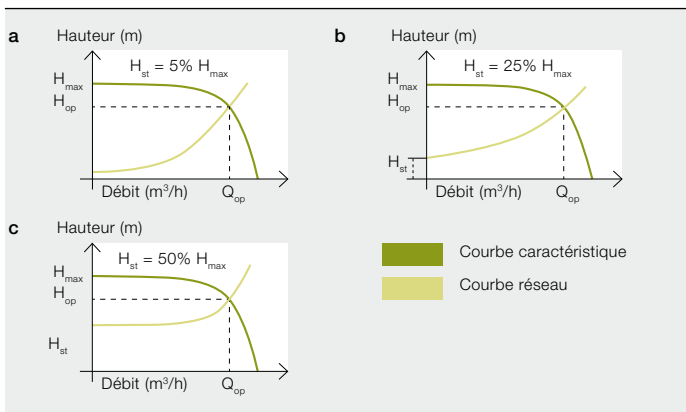 a Hauteur (m)
H_st = 5% H_max
H_max
H_op
Débit (m³/h)
Q_op
b Hauteur (m)
H_st = 25% H_max
H_max
H_op
H_st
Débit (m³/h)
Q_op
c Hauteur (m)
H_st = 50% H_max
H_max
H_op
H_st
Débit (m³/h)
Q_op
Courbe caractéristique
Courbe réseau